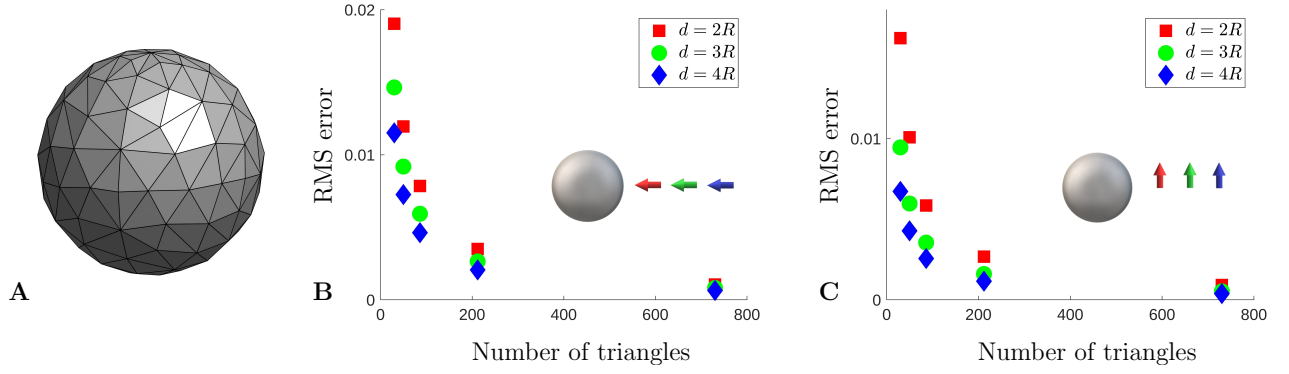 A
B
RMS error
0.02
0.01
0
0 200 400 600 800
Number of triangles
d = 2R
d = 3R
d = 4R
C
RMS error
0.01
0
0 200 400 600 800
Number of triangles
d = 2R
d = 3R
d = 4R